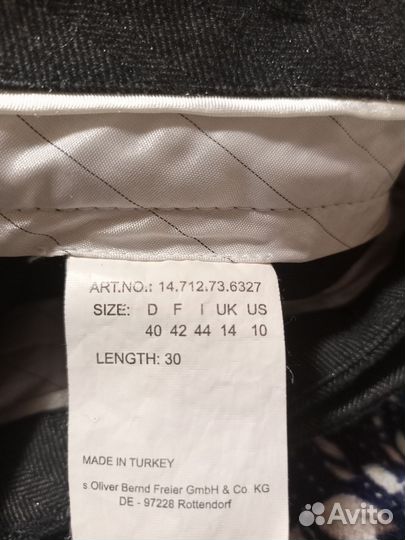 ART.NO.: 14.712.73.6327
SIZE: D F I UK US
40 42 44 14 10
LENGTH: 30
MADE IN TURKEY
s Oliver Bernd Freier GmbH & Co. KG
DE - 97228 Rottendorf
Avito